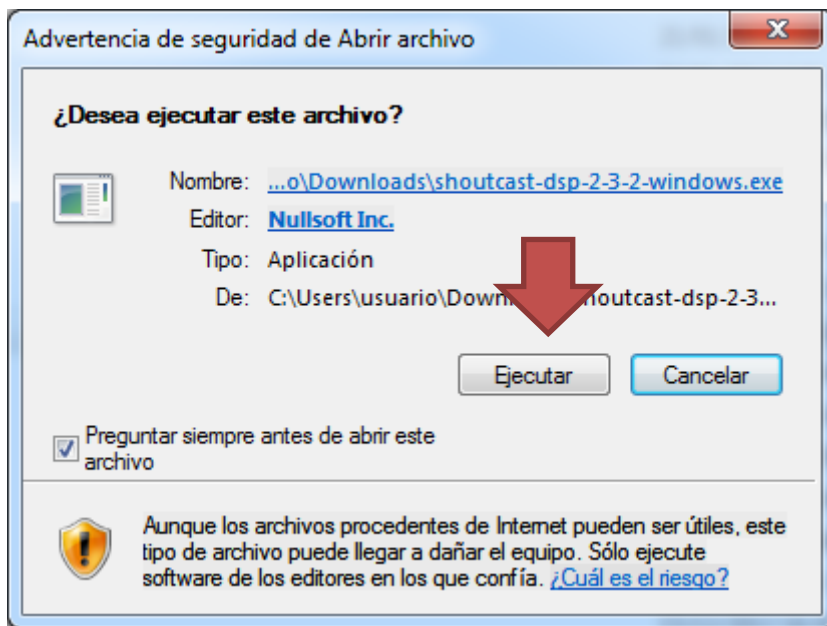 Advertencia de seguridad de Abrir archivo
¿Desea ejecutar este archivo?
Nombre: ...o\Downloads\shoutcast-dsp-2-3-2-windows.exe
Editor: Nullsoft Inc.
Tipo: Aplicación
De: C:\Users\usuario\Down houtcast-dsp-2-3...
Ejecutar Cancelar
Preguntar siempre antes de abrir este
archivo
Aunque los archivos procedentes de Internet pueden ser útiles, este
tipo de archivo puede llegar a dañar el equipo. Sólo ejecute
software de los editores en los que confía. ¿Cuál es el riesgo?